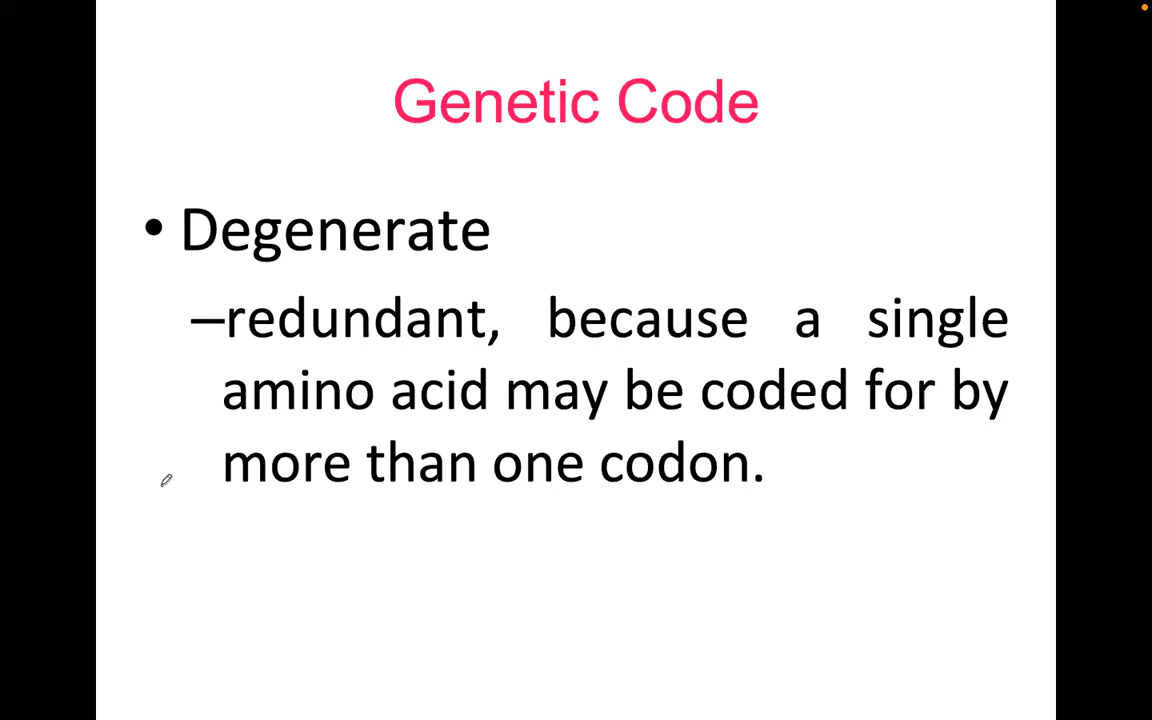 Genetic Code
• Degenerate
–redundant, because a single
amino acid may be coded for by
more than one codon.